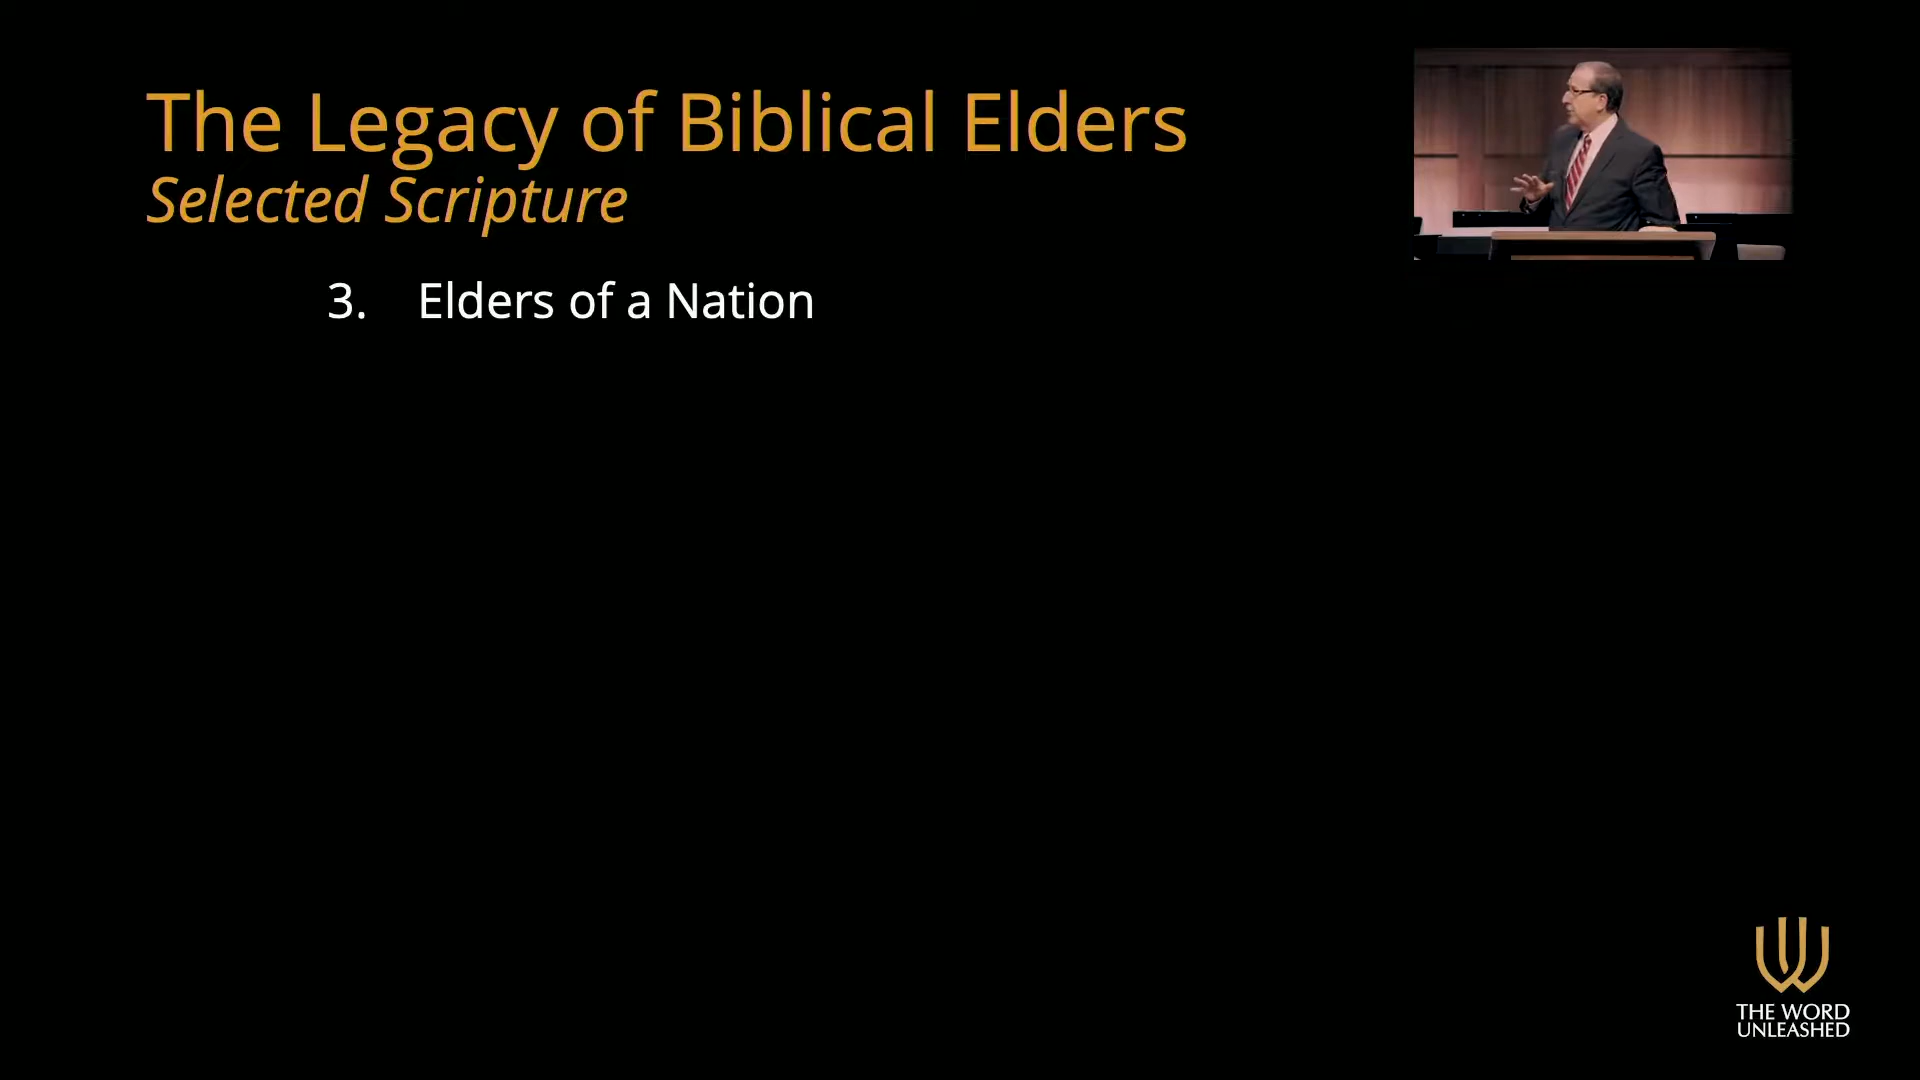 The Legacy of Biblical Elders
Selected Scripture
3. Elders of a Nation
THE WORD
UNLEASHED